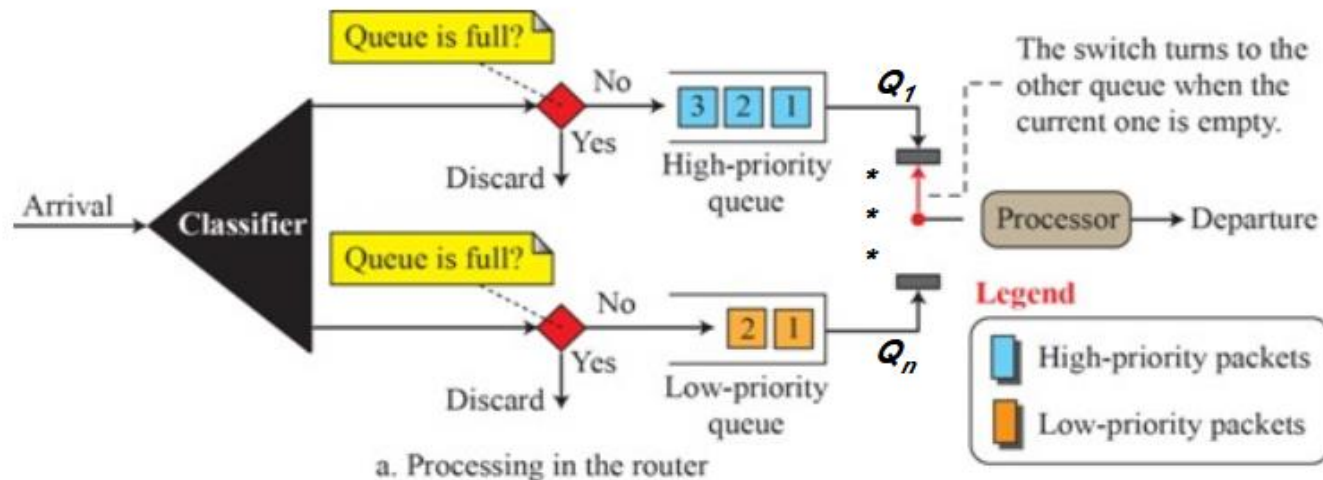 Queue is full?
No
3 2 1
Q1
The switch turns to the
other queue when the
current one is empty.
Yes
Discard
High-priority
queue
*
*
*
Arrival
Classifier
Processor
Departure
Queue is full?
No
2 1
Qn
Yes
Discard
Low-priority
queue
Legend
High-priority packets
Low-priority packets
a. Processing in the router